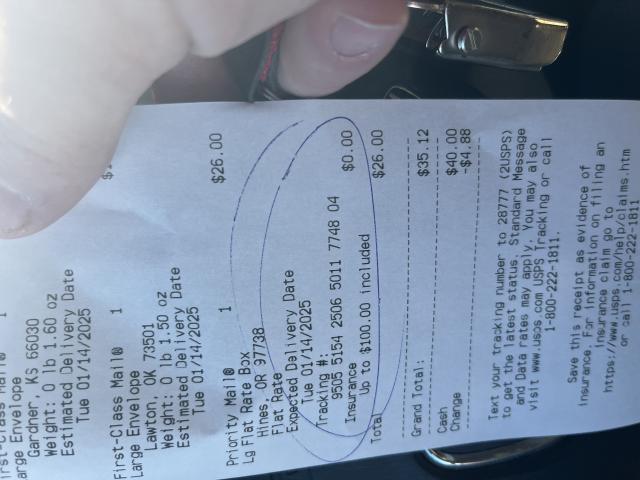 First-Class Mail® 1
Large Envelope
Gardner, KS 66030
Weight: 0 lb 1.60 oz
Estimated Delivery Date
Tue 01/14/2025
First-Class Mail® 1
Large Envelope
Lawton, OK 73501
Weight: 0 lb 1.50 oz
Estimated Delivery Date
Tue 01/14/2025
Priority Mail® 1 $26.00
Lg Flat Rate Box
Hines, OR 97738
Flat Rate
Expected Delivery Date
Tue 01/14/2025
Tracking #:
9505 5154 2506 5011 7748 04
Insurance $0.00
Up to $100.00 included
Total $26.00
Grand Total: $35.12
Cash $40.00
Change -$4.88
Text your tracking number to 28777 (2USPS)
to get the latest status. Standard Message
and Data rates may apply. You may also
visit www.usps.com USPS Tracking or call
1-800-222-1811.
Save this receipt as evidence of
insurance. For information on filing an
insurance claim go to
https://www.usps.com/help/claims.htm
or call 1-800-222-1811